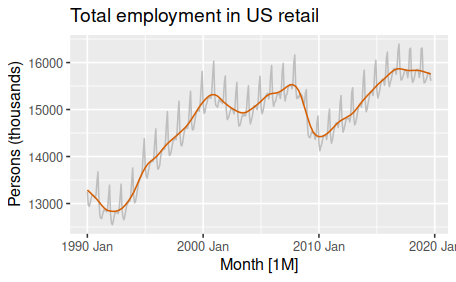 Total employment in US retail
Persons (thousands)
16000
15000
14000
13000
1990 Jan
2000 Jan
2010 Jan
2020 Jan
Month [1M]